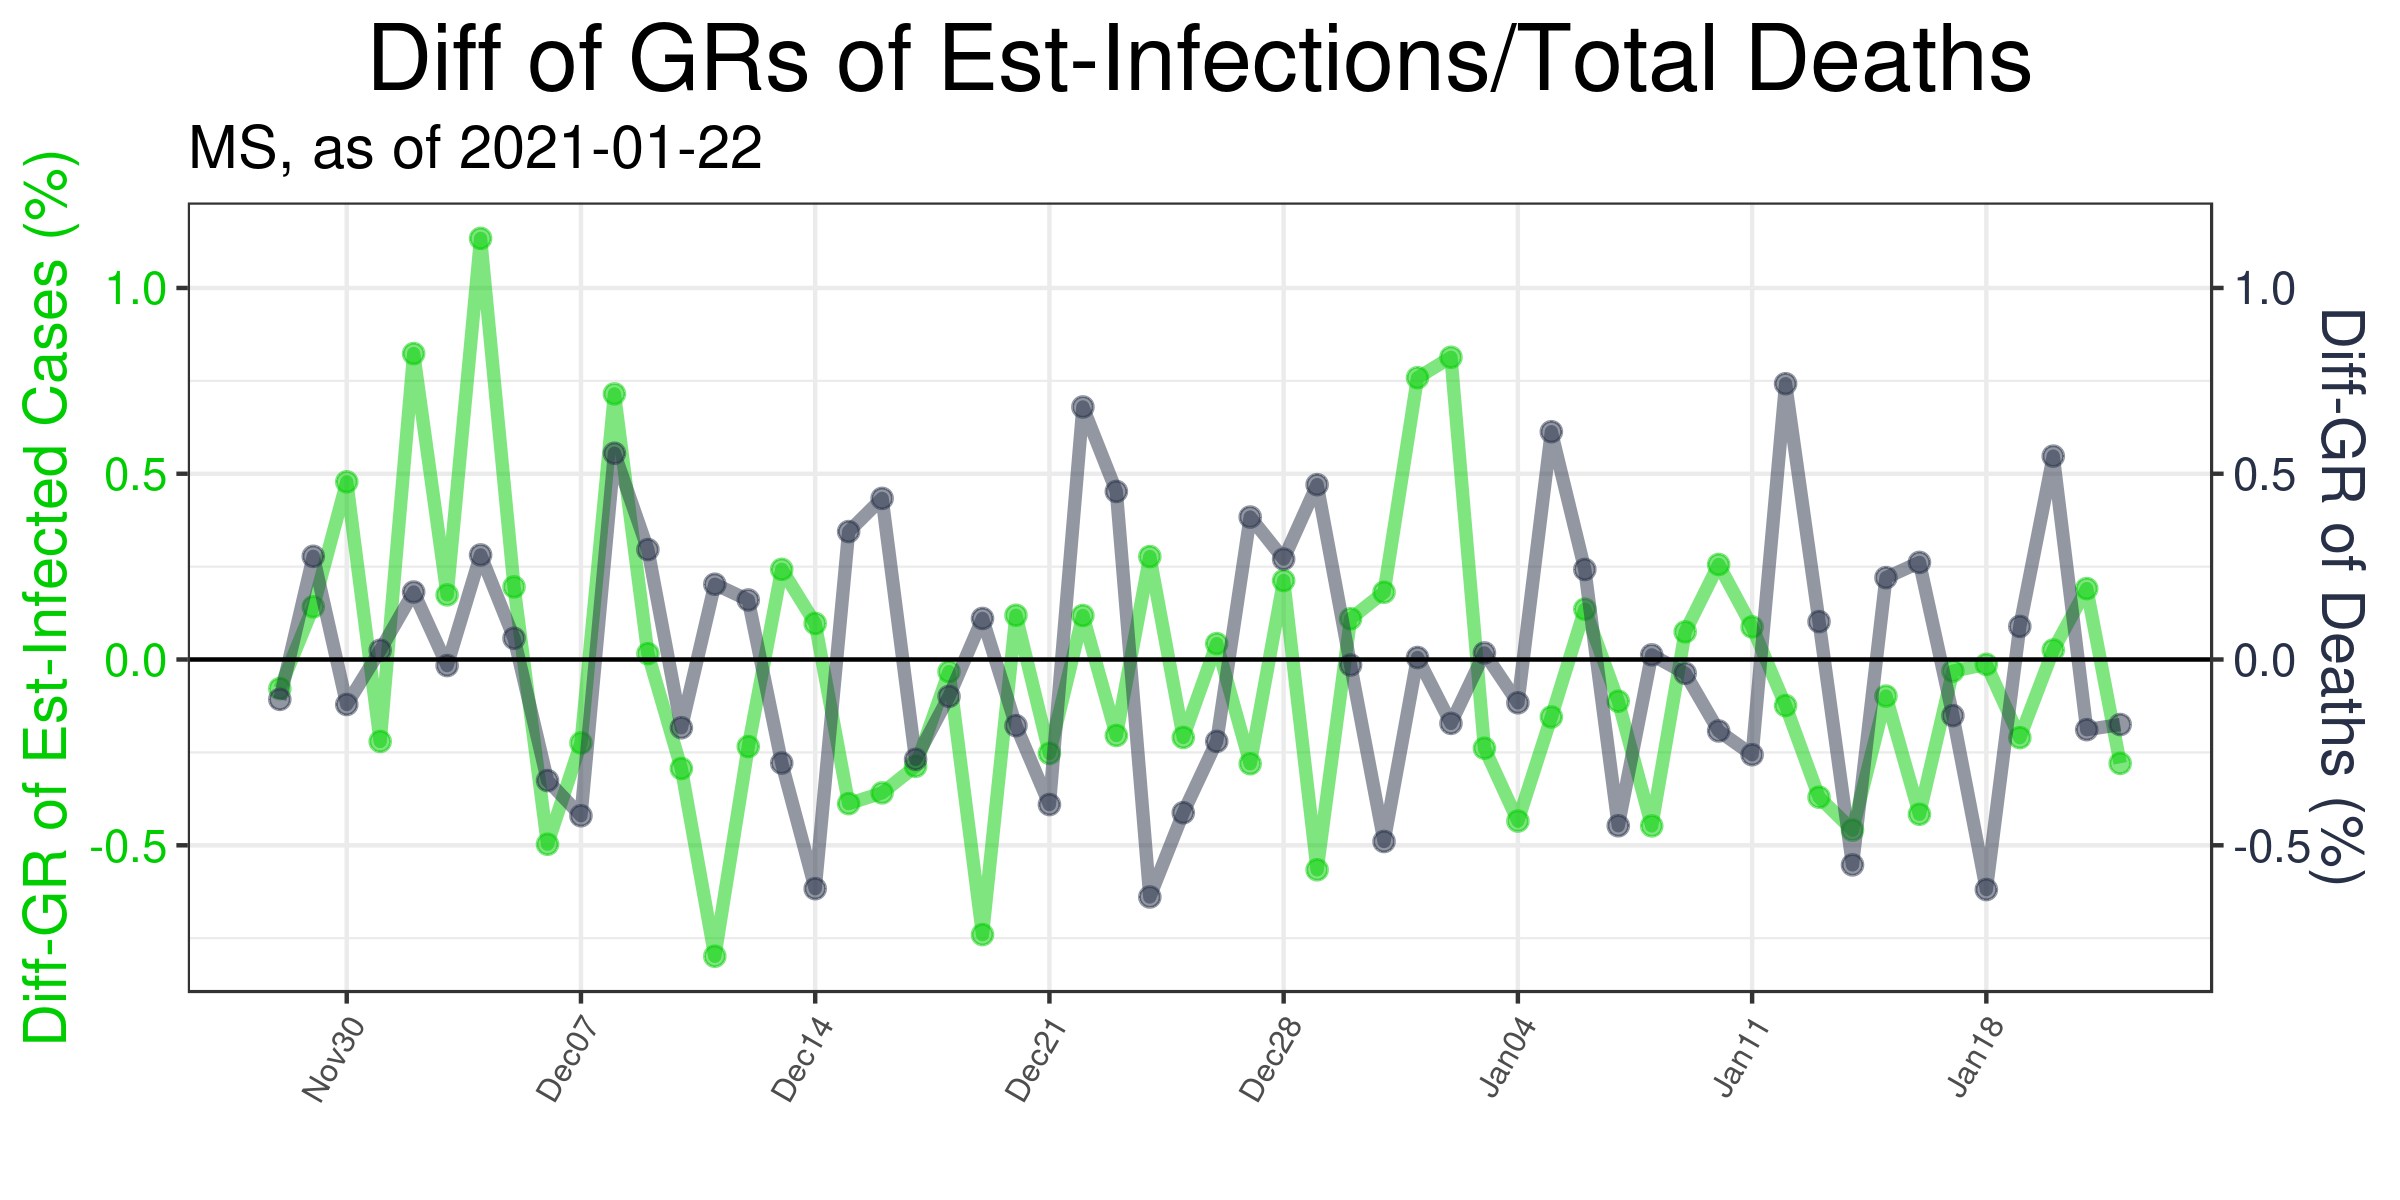 Diff of GRs of Est-Infections/Total Deaths
MS, as of 2021-01-22
Diff-GR of Est-Infected Cases (%)
1.0
0.5
0.0
-0.5
1.0
0.5
0.0
-0.5
Diff-GR of Deaths (%)
Nov30
Dec07
Dec14
Dec21
Dec28
Jan04
Jan11
Jan18